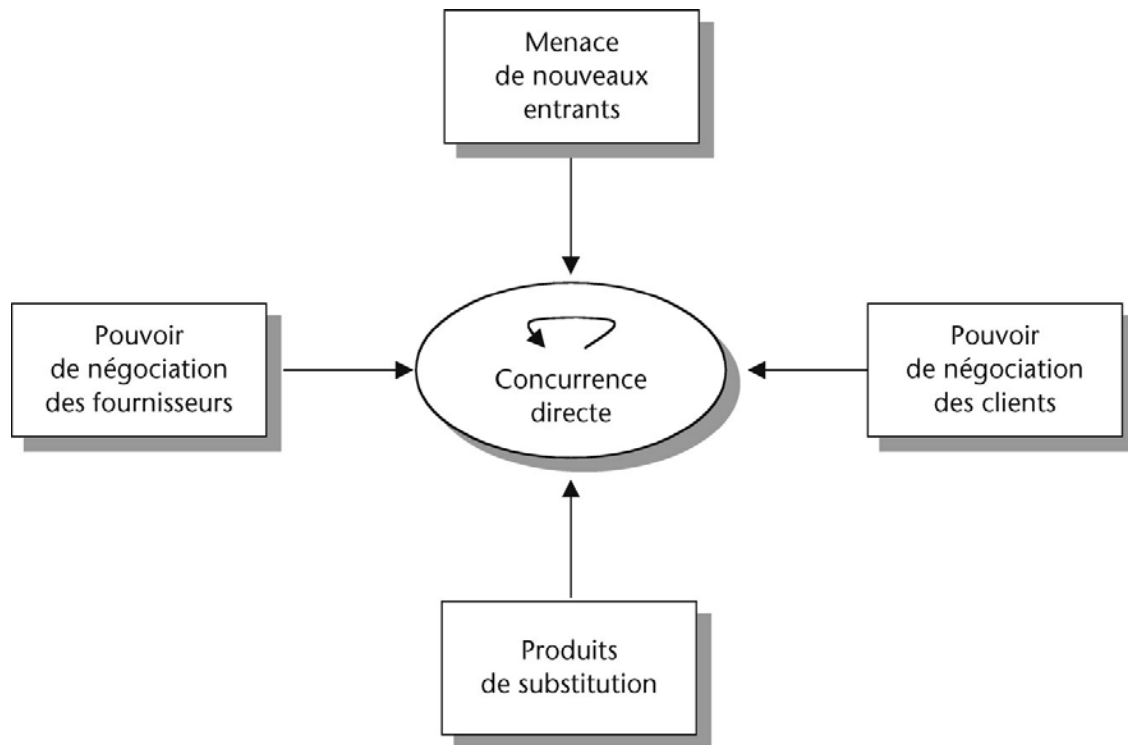 Menace
de nouveaux
entrants
Pouvoir
de négociation
des fournisseurs
Concurrence
directe
Pouvoir
de négociation
des clients
Produits
de substitution